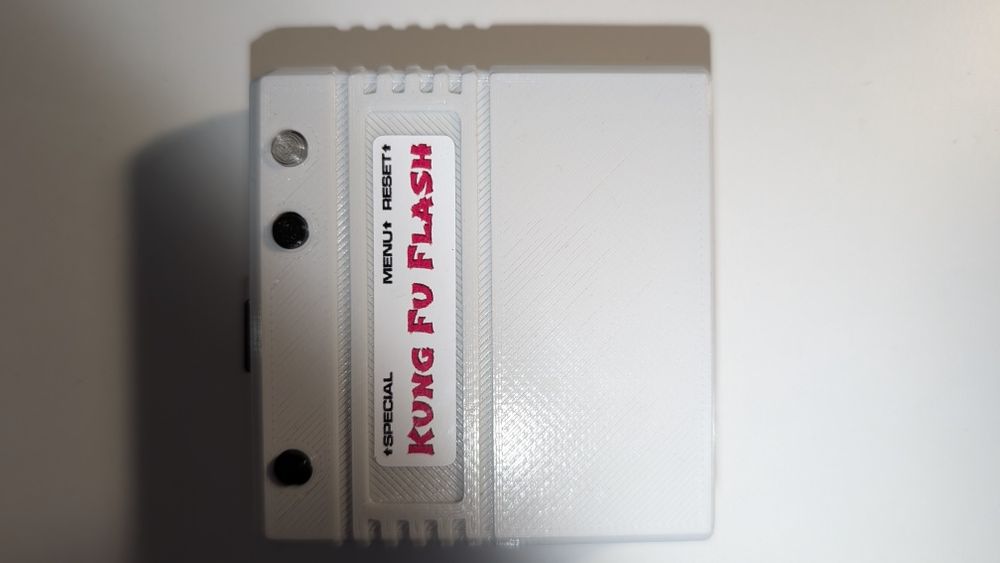 ↑SPECIAL MENU↑ RESET↑
KUNG FU FLASH